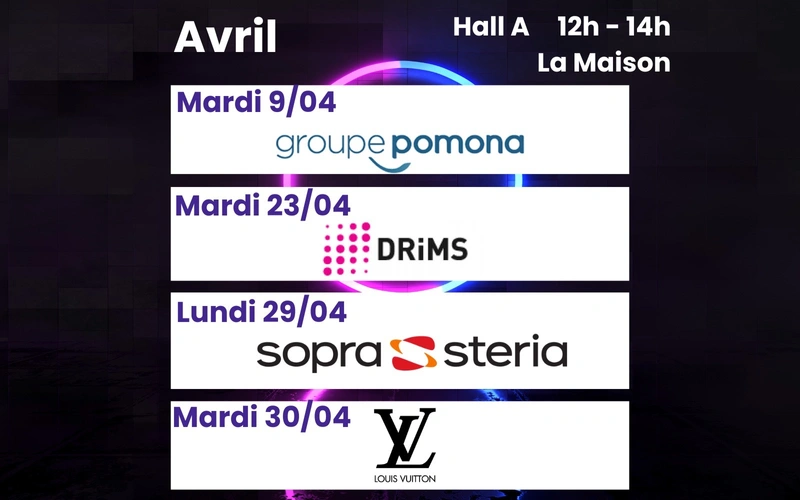 Avril
Hall A 12h - 14h
La Maison
Mardi 9/04
groupe pomona
Mardi 23/04
DRiMS
Lundi 29/04
sopra steria
Mardi 30/04
LV
LOUIS VUITTON